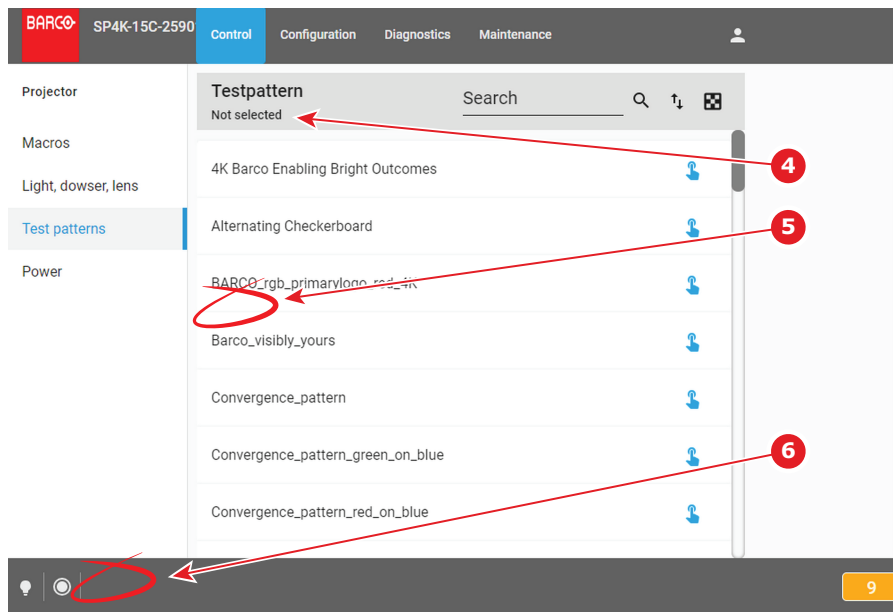 BARCO
SP4K-15C-2590
Control
Configuration
Diagnostics
Maintenance
Projector
Macros
Light, dowser, lens
Test patterns
Power
Testpattern
Not selected
Search
4K Barco Enabling Bright Outcomes
Alternating Checkerboard
BARCO_rgb_primarylogo_red_4K
Barco_visibly_yours
Convergence_pattern
Convergence_pattern_green_on_blue
Convergence_pattern_red_on_blue
4
5
6
9